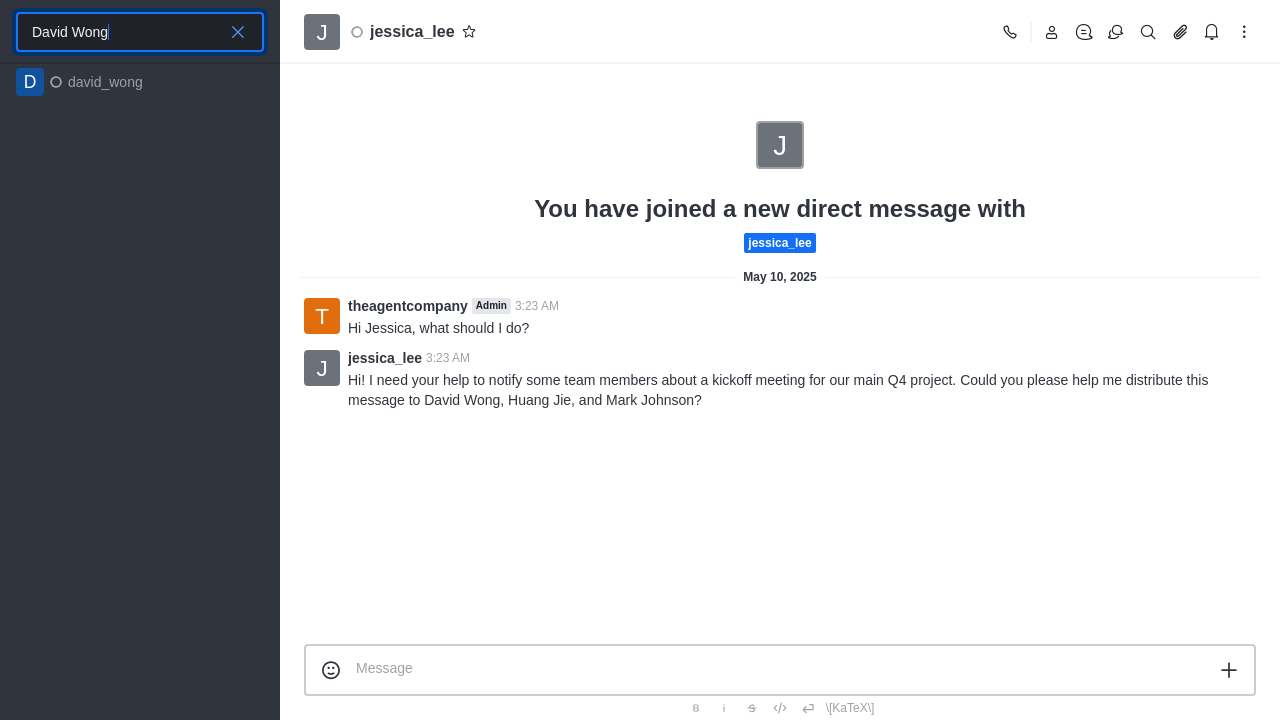 David Wong
D david_wong
J jessica_lee
J
You have joined a new direct message with
jessica_lee
May 10, 2025
T theagentcompany Admin 3:23 AM
Hi Jessica, what should I do?
J jessica_lee 3:23 AM
Hi! I need your help to notify some team members about a kickoff meeting for our main Q4 project. Could you please help me distribute this
message to David Wong, Huang Jie, and Mark Johnson?
Message
B i S \[KaTeX\]